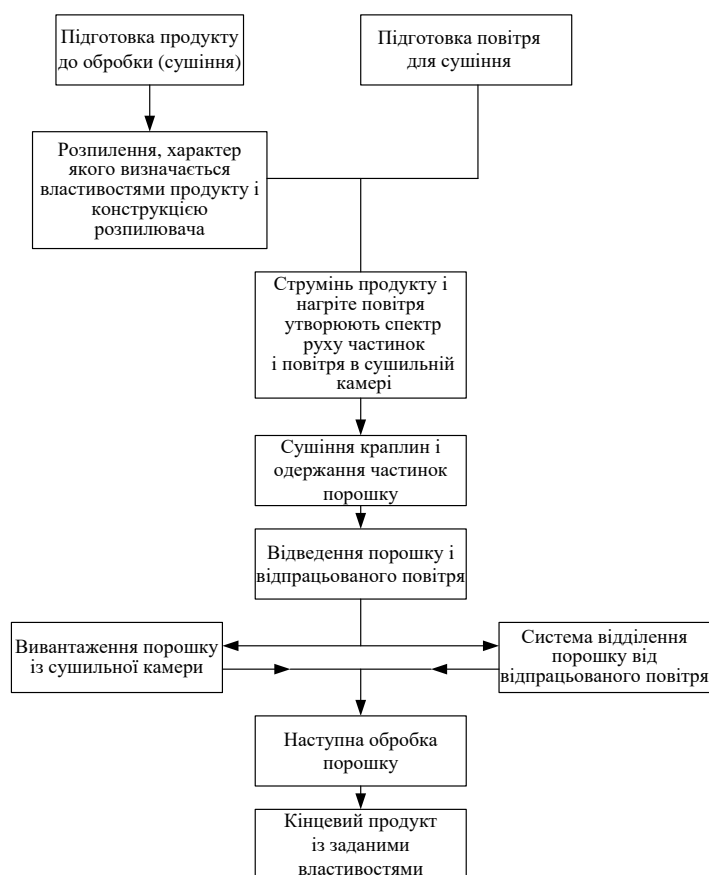 Підготовка продукту
до обробки (сушіння)
Підготовка повітря
для сушіння
Розпилення, характер
якого визначається
властивостями продукту і
конструкцією
розпилювача
Струмінь продукту і
нагріте повітря
утворюють спектр
руху частинок
і повітря в сушильній
камері
Сушіння краплин і
одержання частинок
порошку
Відведення порошку і
відпрацьованого повітря
Вивантаження порошку
із сушильної камери
Система відділення
порошку від
відпрацьованого повітря
Наступна обробка
порошку
Кінцевий продукт
із заданими
властивостями